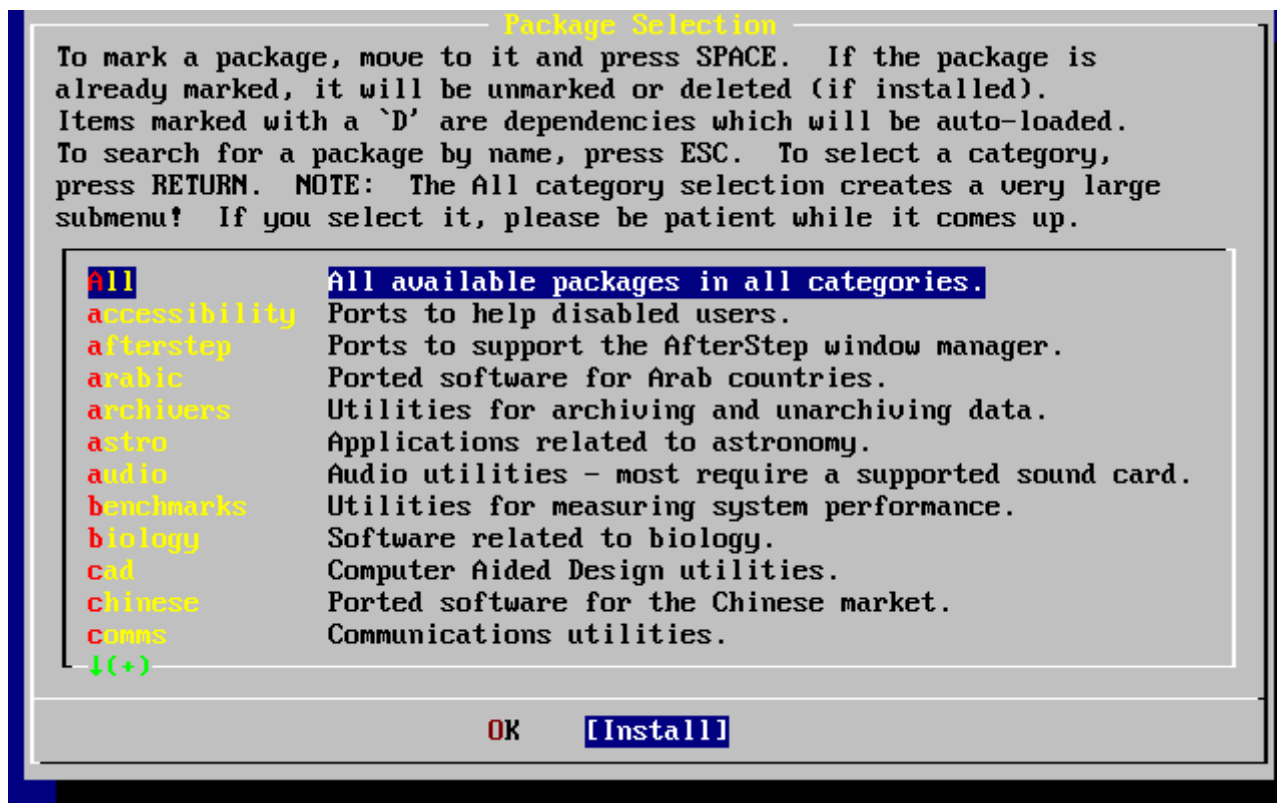 Package Selection
To mark a package, move to it and press SPACE.  If the package is
already marked, it will be unmarked or deleted (if installed).
Items marked with a `D' are dependencies which will be auto-loaded.
To search for a package by name, press ESC.  To select a category,
press RETURN.  NOTE:  The All category selection creates a very large
submenu!  If you select it, please be patient while it comes up.
All All available packages in all categories.
accessibility Ports to help disabled users.
afterstep Ports to support the AfterStep window manager.
arabic Ported software for Arab countries.
archivers Utilities for archiving and unarchiving data.
astro Applications related to astronomy.
audio Audio utilities - most require a supported sound card.
benchmarks Utilities for measuring system performance.
biology Software related to biology.
cad Computer Aided Design utilities.
chinese Ported software for the Chinese market.
comms Communications utilities.
↓(+)
OK [Install]